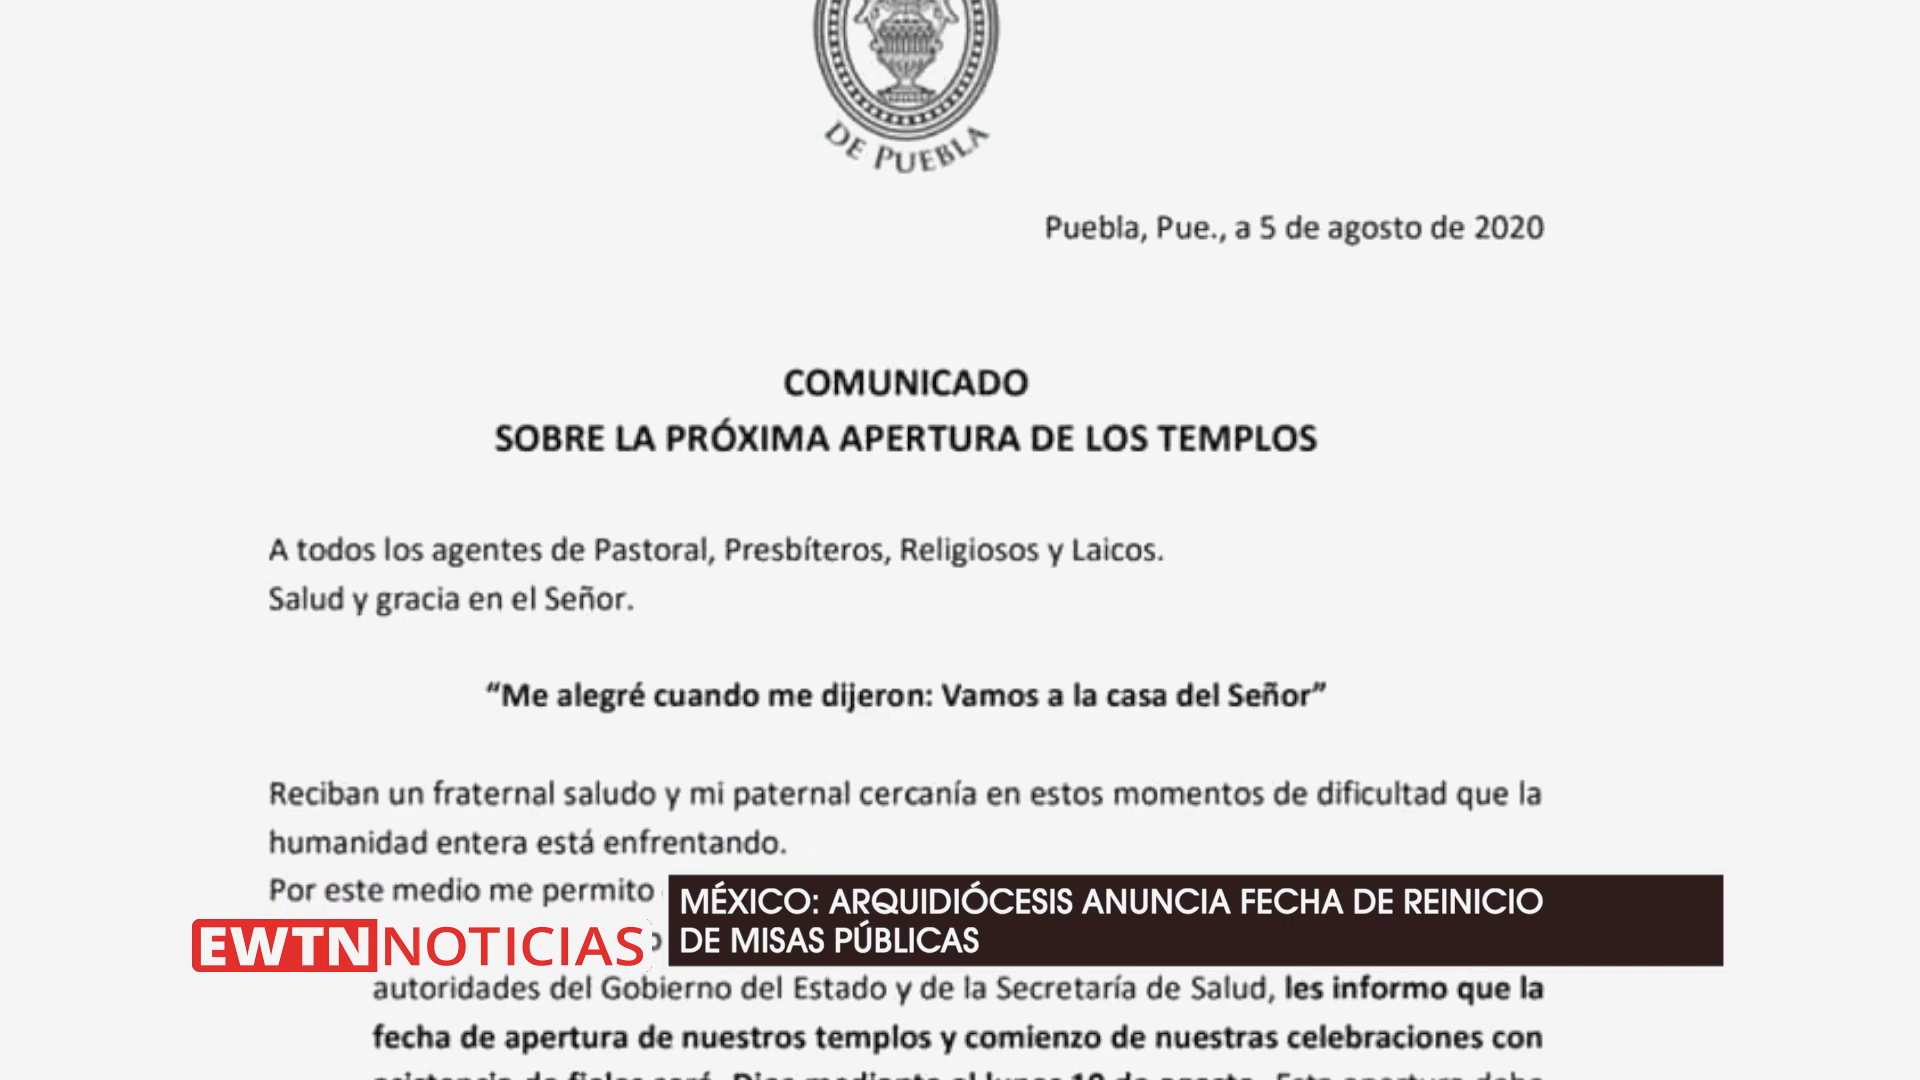 DE PUEBLA
Puebla, Pue., a 5 de agosto de 2020
COMUNICADO
SOBRE LA PRÓXIMA APERTURA DE LOS TEMPLOS
A todos los agentes de Pastoral, Presbíteros, Religiosos y Laicos.
Salud y gracia en el Señor.
“Me alegré cuando me dijeron: Vamos a la casa del Señor”
Reciban un fraternal saludo y mi paternal cercanía en estos momentos de dificultad que la
humanidad entera está enfrentando.
Por este medio me permito
MÉXICO: ARQUIDIÓCESIS ANUNCIA FECHA DE REINICIO
DE MISAS PÚBLICAS
EWTN NOTICIAS
autoridades del Gobierno del Estado y de la Secretaría de Salud, les informo que la
fecha de apertura de nuestros templos y comienzo de nuestras celebraciones con